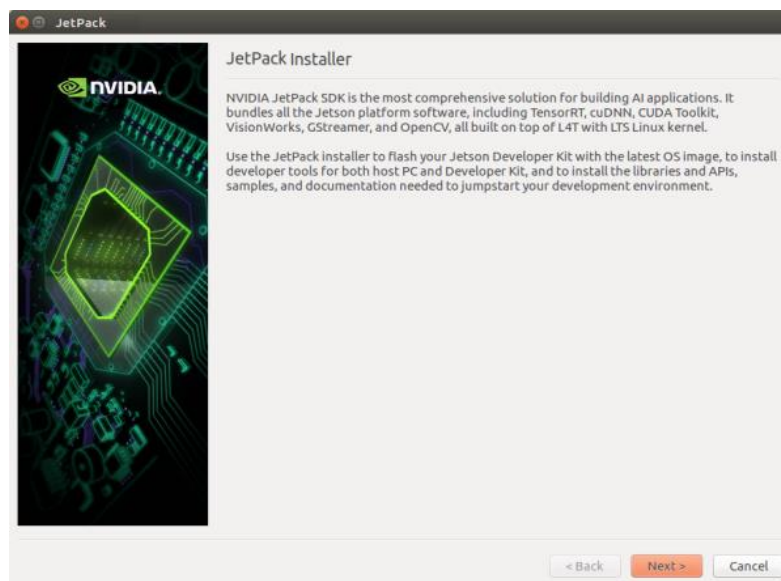 JetPack
NVIDIA.
JetPack Installer
NVIDIA JetPack SDK is the most comprehensive solution for building AI applications. It
bundles all the Jetson platform software, including TensorRT, cuDNN, CUDA Toolkit,
VisionWorks, GStreamer, and OpenCV, all built on top of L4T with LTS Linux kernel.
Use the JetPack installer to flash your Jetson Developer Kit with the latest OS image, to install
developer tools for both host PC and Developer Kit, and to install the libraries and APIs,
samples, and documentation needed to jumpstart your development environment.
< Back
Next >
Cancel